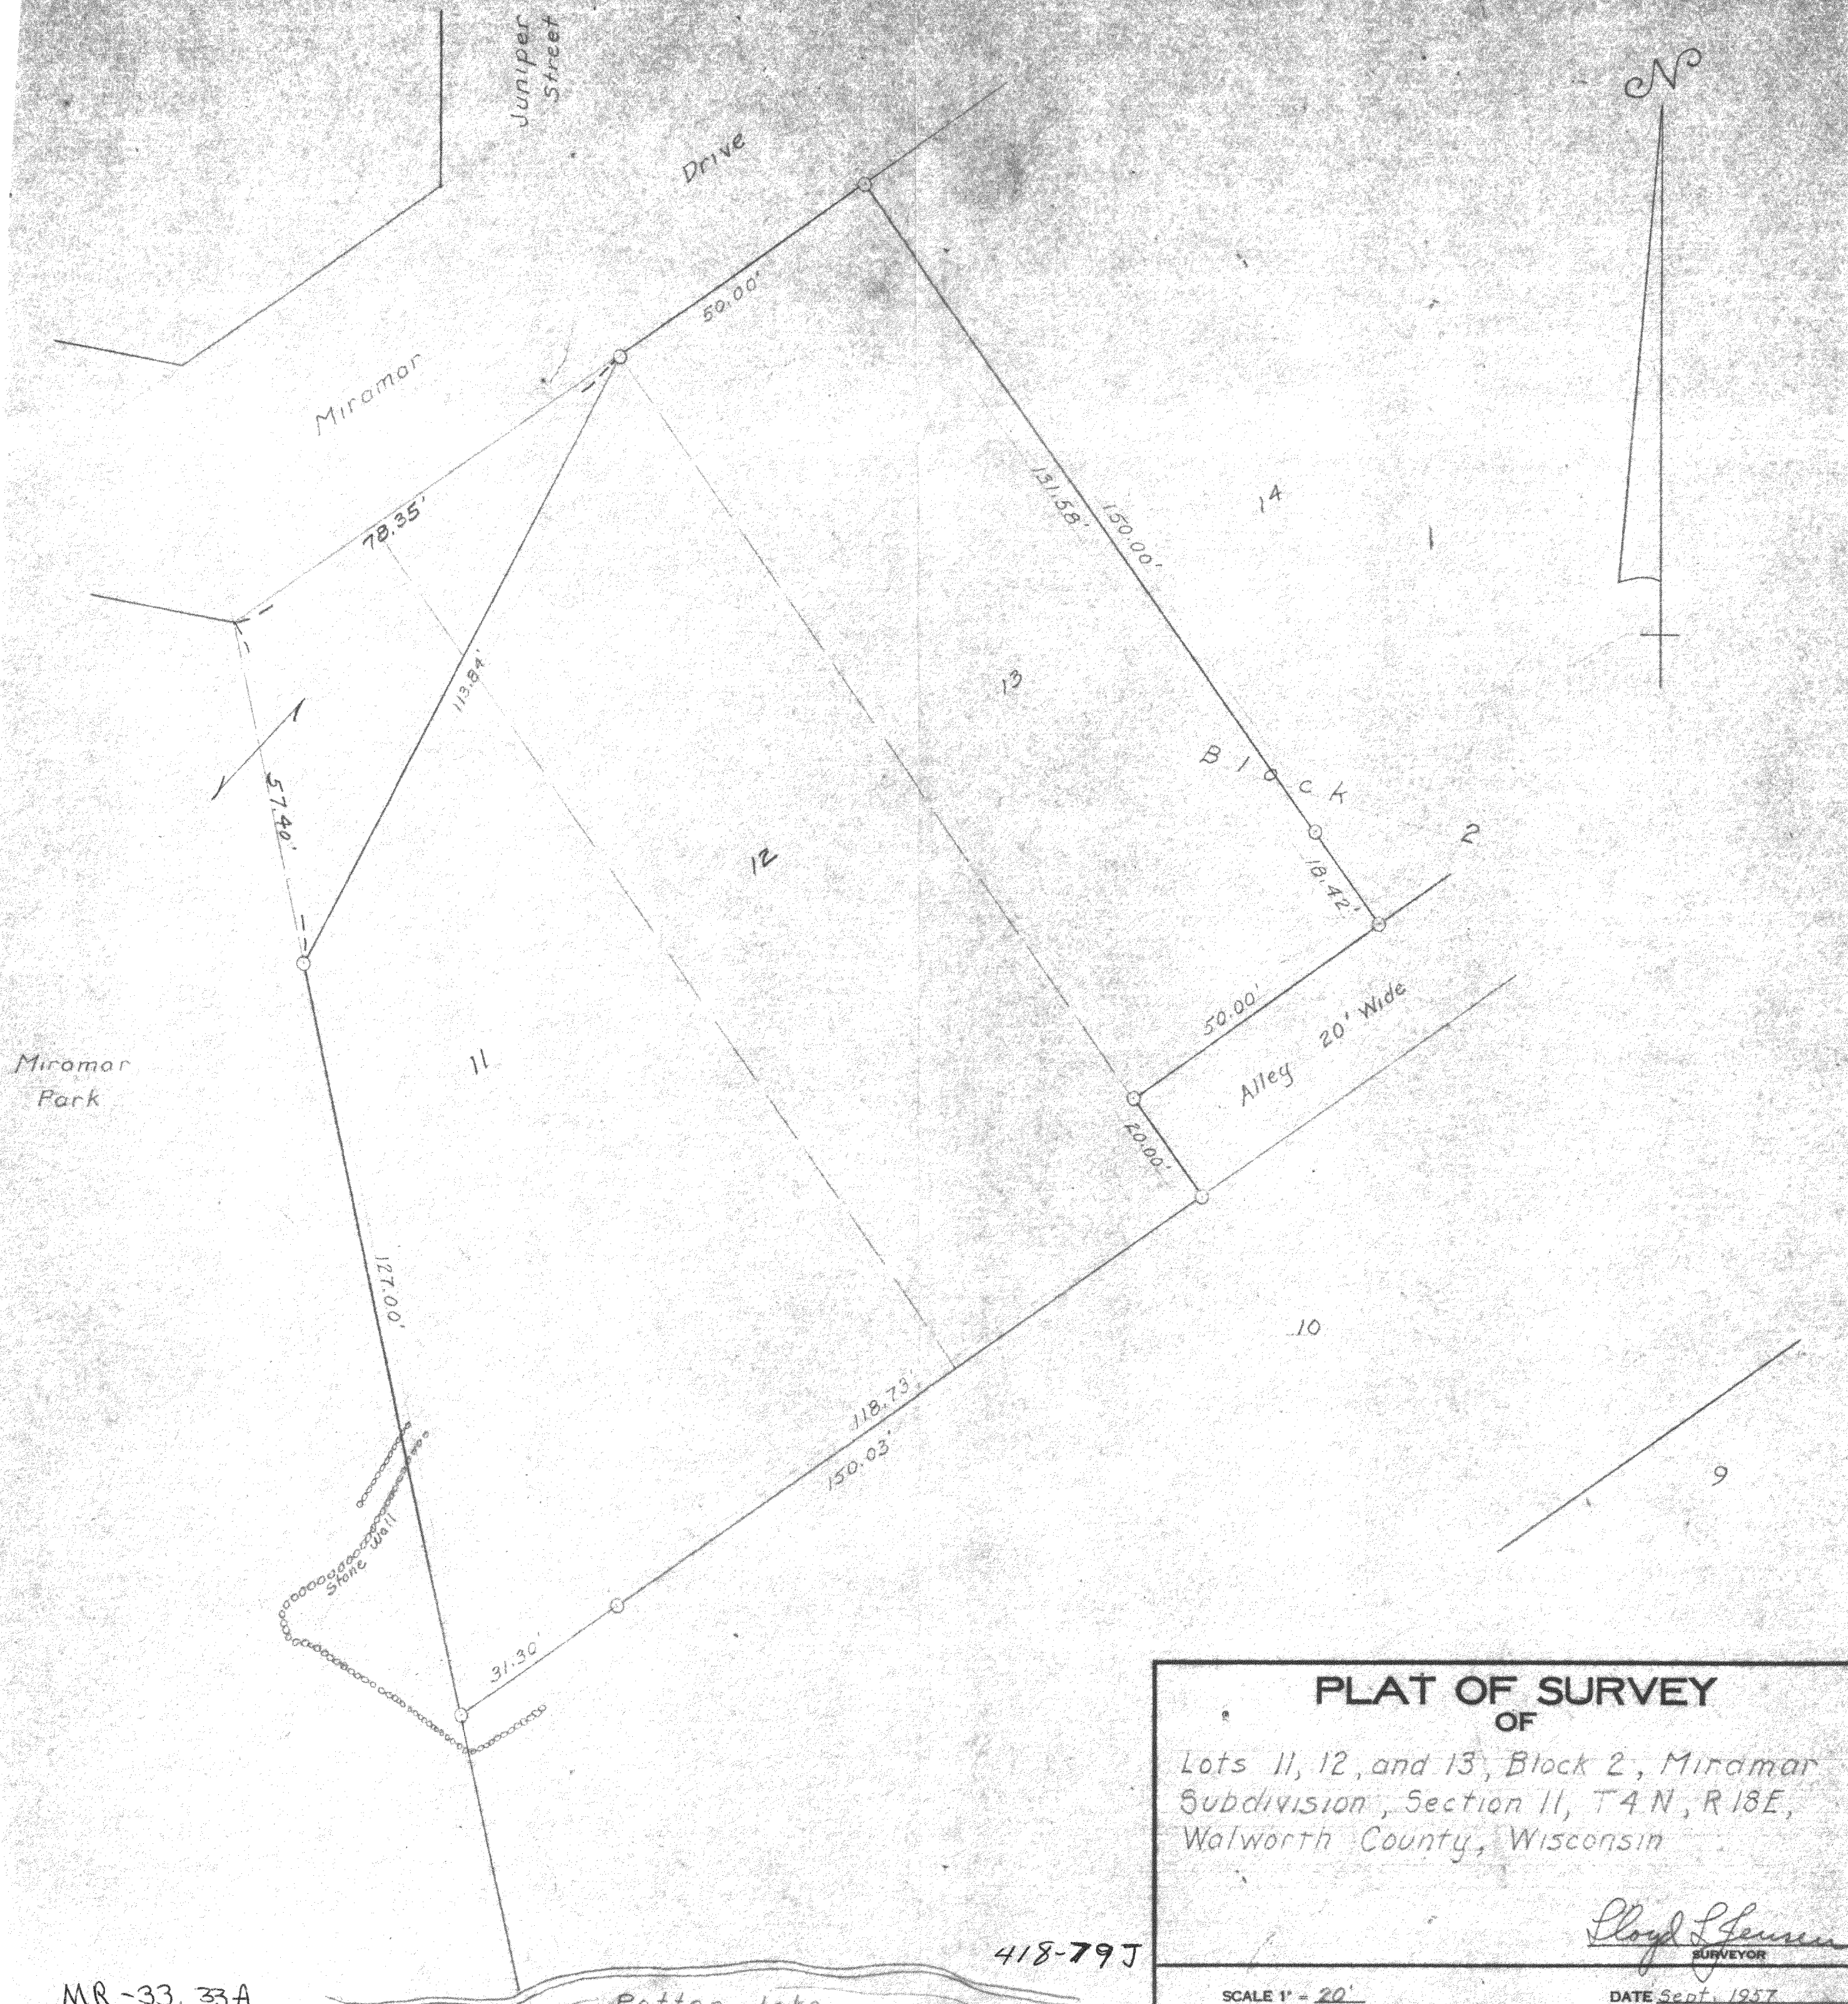 Juniper
Street
N
Drive
50.00'
Miramar
78.35'
131.58'
150.00'
14
113.84'
13
57.40'
Block
2
12
18.42'
50.00'
Alley 20' Wide
11
Miramar
Park
20.00'
127.00'
10
118.73'
150.03'
9
Stone Wall
31.30'
PLAT OF SURVEY
OF
Lots 11, 12, and 13, Block 2, Miramar
Subdivision, Section 11, T4N, R18E,
Walworth County, Wisconsin
Lloyd L Jensen
SURVEYOR
418-79J
MR-33, 33A
SCALE 1" = 20'
DATE Sept. 1957